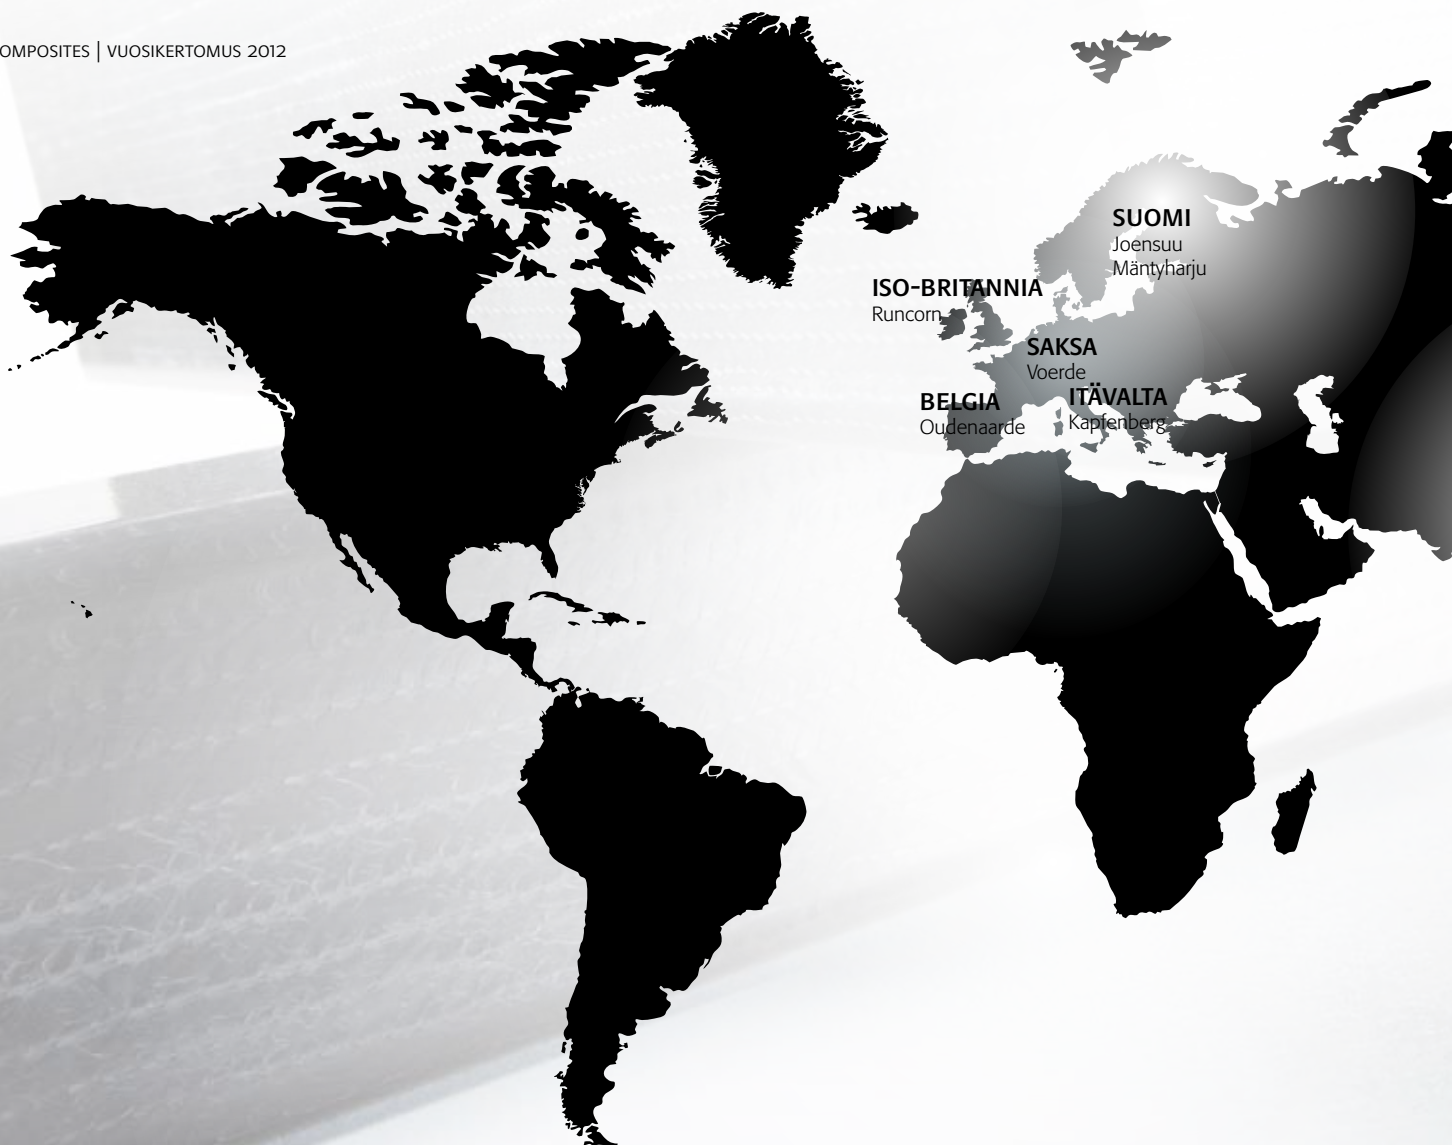 OMPOSITES | VUOSIKERTOMUS 2012
SUOMI
Joensuu
Mäntyharju
ISO-BRITANNIA
Runcorn
SAKSA
Voerde
BELGIA
Oudenaarde
ITÄVALTA
Kapfenberg